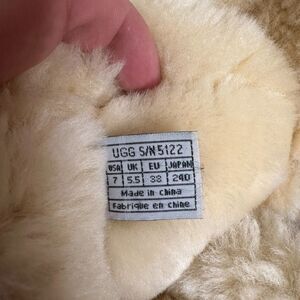 UGG S/N 5122
USA UK EU JAPAN
7 5.5 38 240
Made in China
Fabriqué en chine